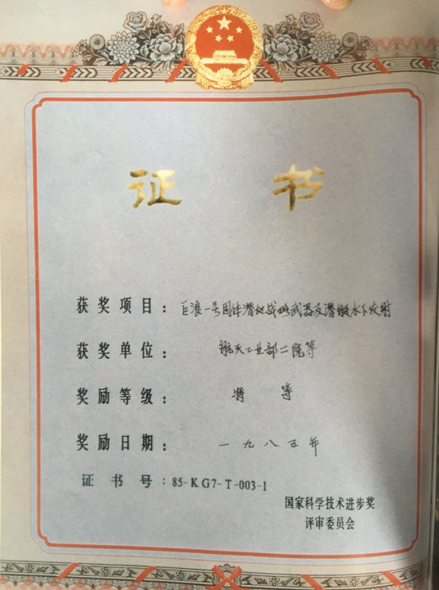 证 书
获奖项目：巨浪一号固体潜地战略武器及潜艇水下发射
获奖单位：航天工业部二院等
奖励等级：特等
奖励日期：一九八五年
证书号：85-KG7-T-003-1
国家科学技术进步奖
评审委员会